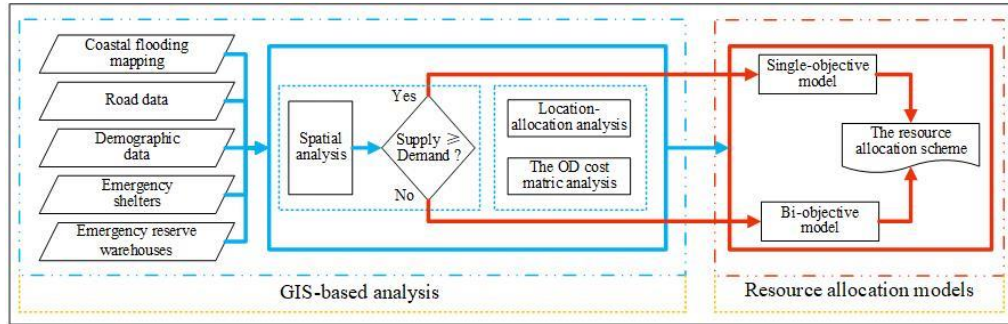 Coastal flooding
mapping
Road data
Demographic
data
Emergency
shelters
Emergency reserve
warehouses
Spatial
analysis
Yes
Supply ≥
Demand ?
No
Location-
allocation analysis
The OD cost
matric analysis
Single-objective
model
The resource
allocation scheme
Bi-objective
model
GIS-based analysis
Resource allocation models